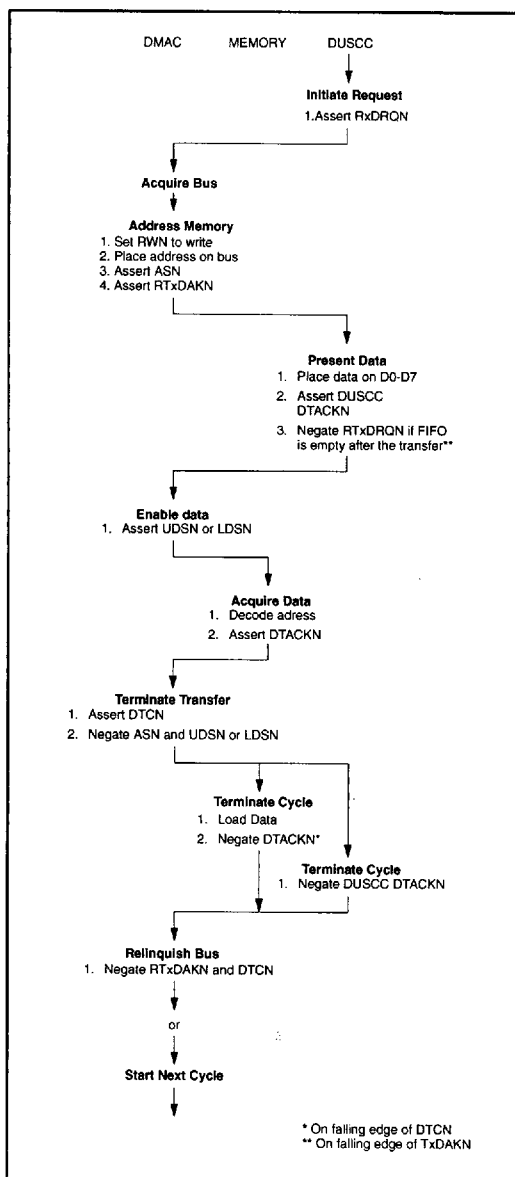 DMAC MEMORY DUSCC
Initiate Request
1.Assert RxDRQN
Acquire Bus
Address Memory
1. Set RWN to write
2. Place address on bus
3. Assert ASN
4. Assert RTxDAKN
Present Data
1. Place data on D0-D7
2. Assert DUSCC
DTACKN
3. Negate RTxDRQN if FIFO
is empty after the transfer**
Enable data
1. Assert UDSN or LDSN
Acquire Data
1. Decode adress
2. Assert DTACKN
Terminate Transfer
1. Assert DTCN
2. Negate ASN and UDSN or LDSN
Terminate Cycle
1. Load Data
2. Negate DTACKN*
Terminate Cycle
1. Negate DUSCC DTACKN
Relinquish Bus
1. Negate RTxDAKN and DTCN
or
Start Next Cycle
* On falling edge of DTCN
** On falling edge of TxDAKN